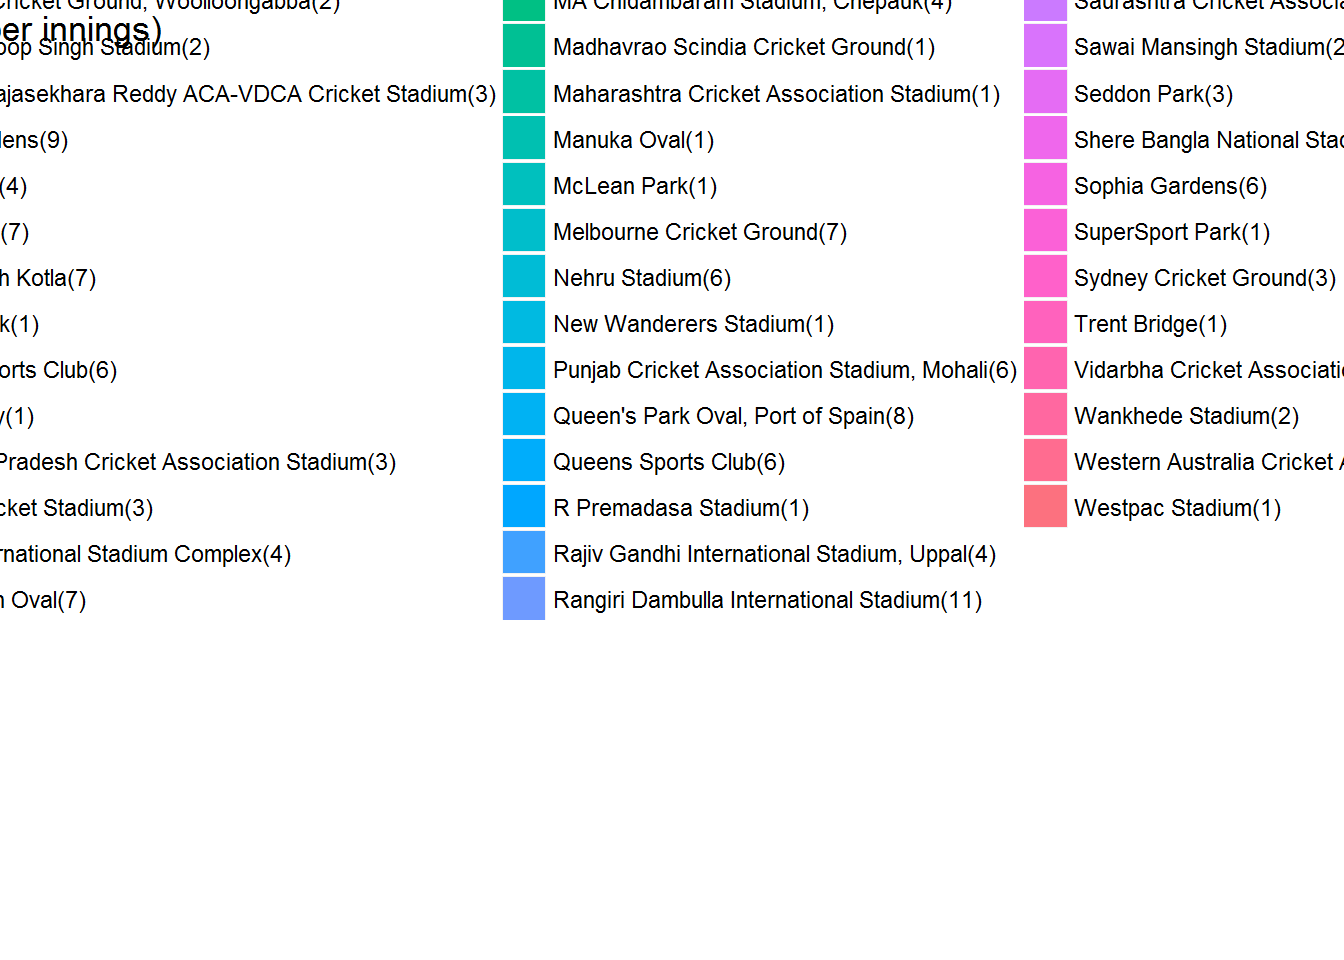 Cricket Ground, Woolloongabba(2)
per innings)
oop Singh Stadium(2)
ajasekhara Reddy ACA-VDCA Cricket Stadium(3)
lens(9)
(4)
(7)
h Kotla(7)
k(1)
orts Club(6)
y(1)
Pradesh Cricket Association Stadium(3)
cket Stadium(3)
rnational Stadium Complex(4)
n Oval(7)
MA Chidambaram Stadium, Chepauk(4)
Madhavrao Scindia Cricket Ground(1)
Maharashtra Cricket Association Stadium(1)
Manuka Oval(1)
McLean Park(1)
Melbourne Cricket Ground(7)
Nehru Stadium(6)
New Wanderers Stadium(1)
Punjab Cricket Association Stadium, Mohali(6)
Queen's Park Oval, Port of Spain(8)
Queens Sports Club(6)
R Premadasa Stadium(1)
Rajiv Gandhi International Stadium, Uppal(4)
Rangiri Dambulla International Stadium(11)
Saurashtra Cricket Associa
Sawai Mansingh Stadium(2
Seddon Park(3)
Shere Bangla National Stad
Sophia Gardens(6)
SuperSport Park(1)
Sydney Cricket Ground(3)
Trent Bridge(1)
Vidarbha Cricket Associati
Wankhede Stadium(2)
Western Australia Cricket A
Westpac Stadium(1)